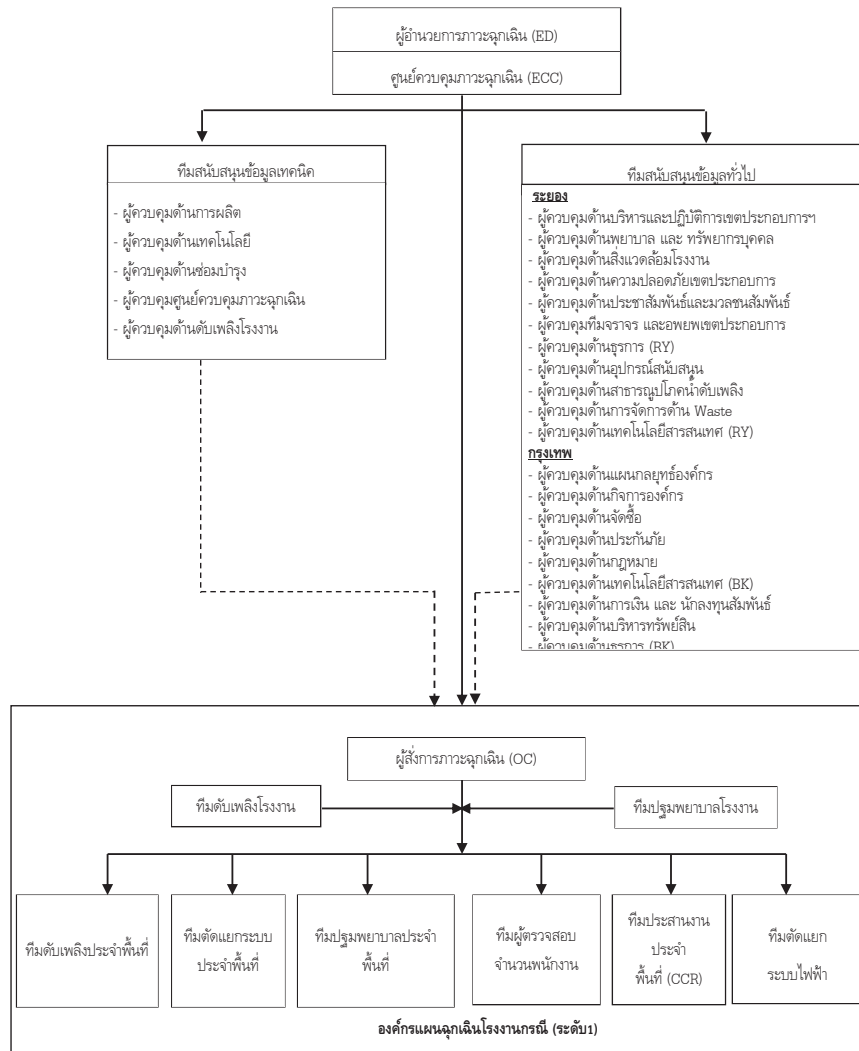 ผู้อำนวยการภาวะฉุกเฉิน (ED)
ศูนย์ควบคุมภาวะฉุกเฉิน (ECC)
ทีมสนับสนุนข้อมูลเทคนิค
- ผู้ควบคุมด้านการผลิต
- ผู้ควบคุมด้านเทคโนโลยี
- ผู้ควบคุมด้านซ่อมบำรุง
- ผู้ควบคุมศูนย์ควบคุมภาวะฉุกเฉิน
- ผู้ควบคุมด้านดับเพลิงโรงงาน
ทีมสนับสนุนข้อมูลทั่วไป
ระยอง
- ผู้ควบคุมด้านบริหารและปฏิบัติการเขตประกอบการฯ
- ผู้ควบคุมด้านพยาบาล และ ทรัพยากรบุคคล
- ผู้ควบคุมด้านสิ่งแวดล้อมโรงงาน
- ผู้ควบคุมด้านความปลอดภัยเขตประกอบการ
- ผู้ควบคุมด้านประชาสัมพันธ์และมวลชนสัมพันธ์
- ผู้ควบคุมทีมจราจร และอพยพเขตประกอบการ
- ผู้ควบคุมด้านธุรการ (RY)
- ผู้ควบคุมด้านอุปกรณ์สนับสนุน
- ผู้ควบคุมด้านสาธารณูปโภคน้ำดับเพลิง
- ผู้ควบคุมด้านการจัดการด้าน Waste
- ผู้ควบคุมด้านเทคโนโลยีสารสนเทศ (RY)
กรุงเทพ
- ผู้ควบคุมด้านแผนกลยุทธ์องค์กร
- ผู้ควบคุมด้านกิจการองค์กร
- ผู้ควบคุมด้านจัดซื้อ
- ผู้ควบคุมด้านประกันภัย
- ผู้ควบคุมด้านกฎหมาย
- ผู้ควบคุมด้านเทคโนโลยีสารสนเทศ (BK)
- ผู้ควบคุมด้านการเงิน และ นักลงทุนสัมพันธ์
- ผู้ควบคุมด้านบริหารทรัพย์สิน
- ผู้ควบคุมด้านธุรการ (BK)
ผู้สั่งการภาวะฉุกเฉิน (OC)
ทีมดับเพลิงโรงงาน
ทีมปฐมพยาบาลโรงงาน
ทีมดับเพลิงประจำพื้นที่
ทีมตัดแยกระบบ
ประจำพื้นที่
ทีมปฐมพยาบาลประจำ
พื้นที่
ทีมผู้ตรวจสอบ
จำนวนพนักงาน
ทีมประสานงาน
ประจำ
พื้นที่ (CCR)
ทีมตัดแยก
ระบบไฟฟ้า
องค์กรแผนฉุกเฉินโรงงานกรณี (ระดับ1)